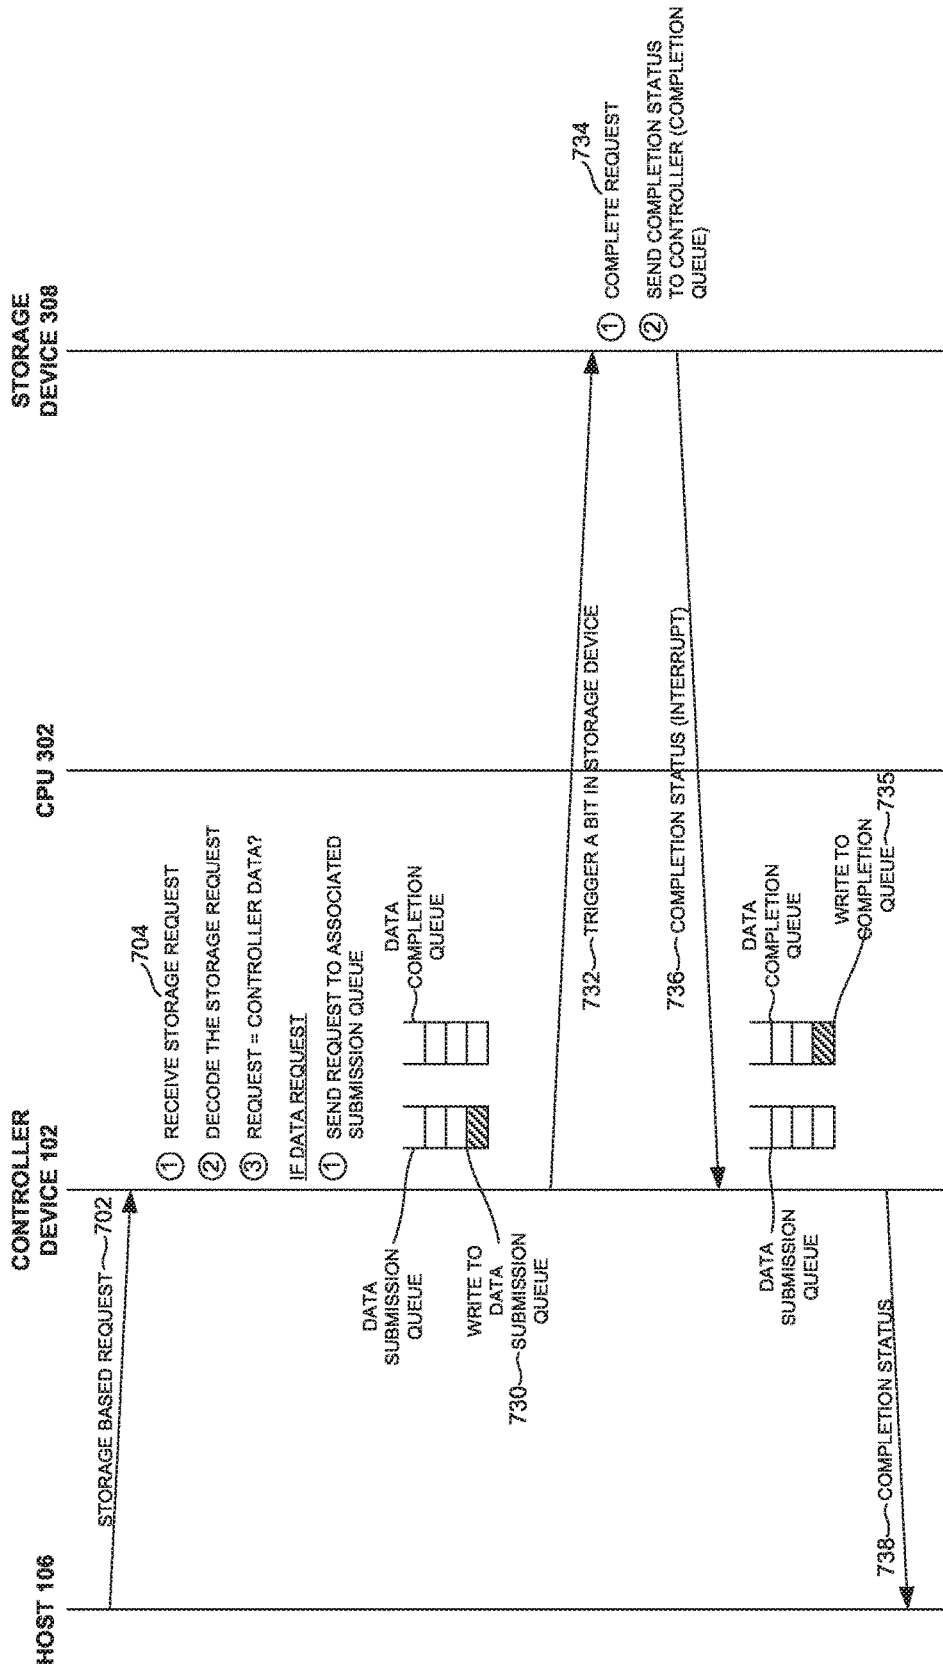 HOST 106
CONTROLLER
DEVICE 102
CPU 302
STORAGE
DEVICE 308
STORAGE BASED REQUEST 702
704
1 RECEIVE STORAGE REQUEST
2 DECODE THE STORAGE REQUEST
3 REQUEST = CONTROLLER DATA?
IF DATA REQUEST
1 SEND REQUEST TO ASSOCIATED
SUBMISSION QUEUE
DATA
SUBMISSION
QUEUE
DATA
COMPLETION
QUEUE
WRITE TO
DATA
730 SUBMISSION
QUEUE
732 TRIGGER A BIT IN STORAGE DEVICE
734
1 COMPLETE REQUEST
2 SEND COMPLETION STATUS
TO CONTROLLER (COMPLETION
QUEUE)
736 COMPLETION STATUS (INTERRUPT)
DATA
SUBMISSION
QUEUE
DATA
COMPLETION
QUEUE
WRITE TO
COMPLETION
QUEUE 735
738 COMPLETION STATUS